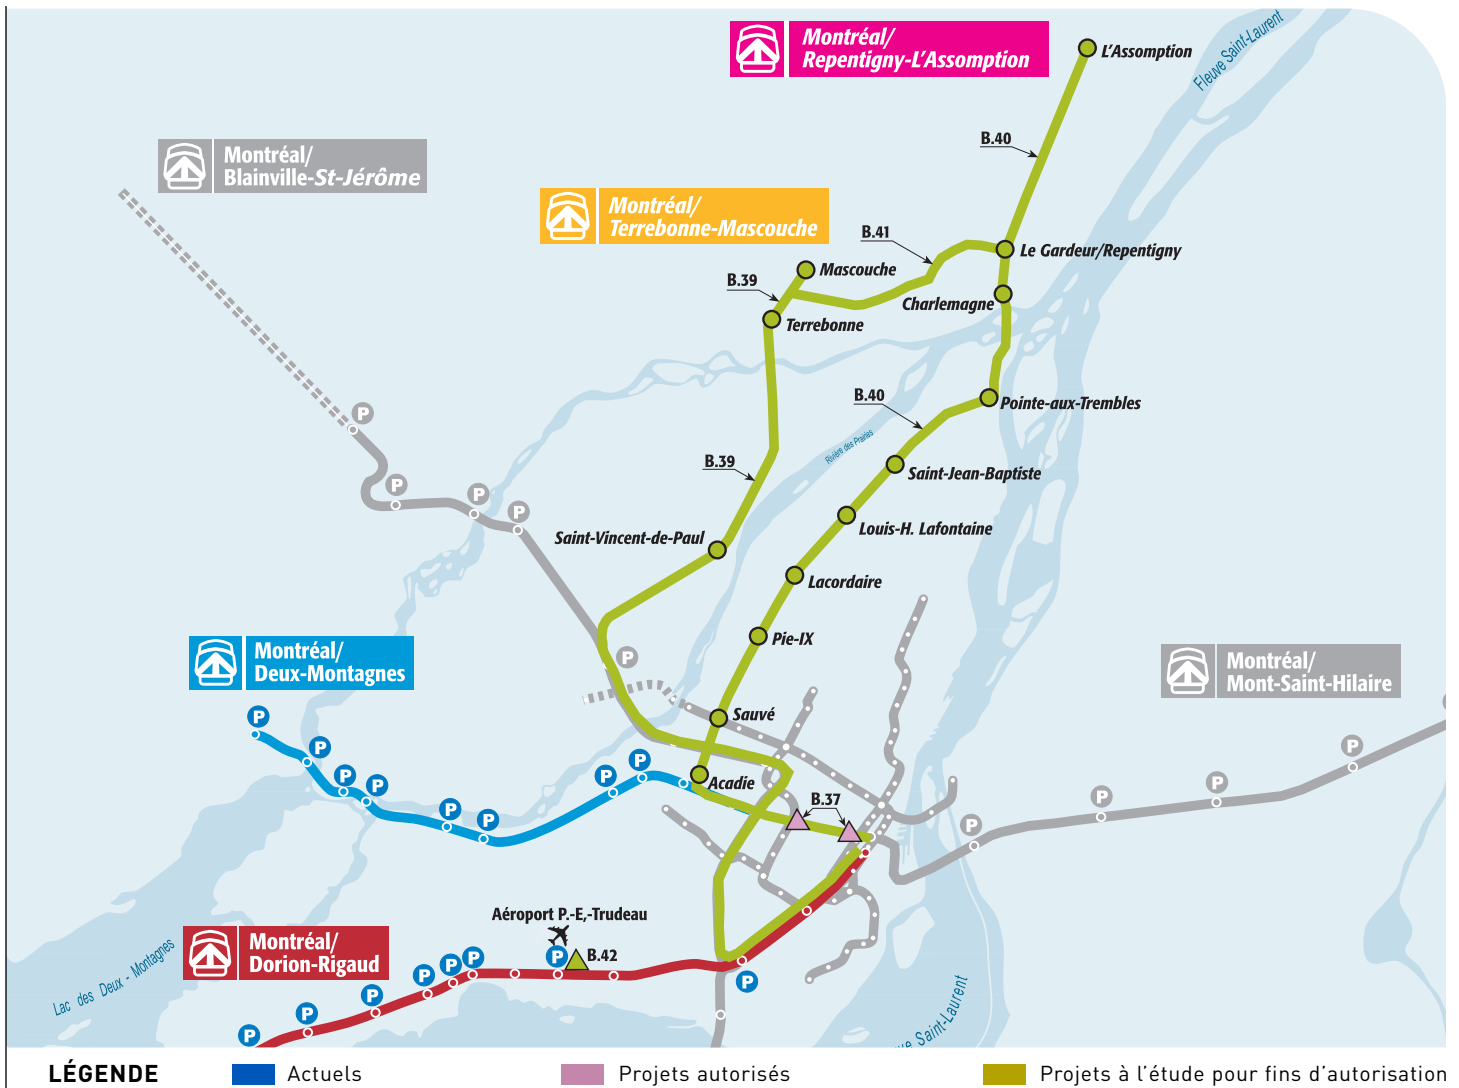 Montréal/
Repentigny-L'Assomption
L'Assomption
Fleuve Saint-Laurent
B.40
Montréal/
Blainville-St-Jérôme
Montréal/
Terrebonne-Mascouche
B.41
Le Gardeur/Repentigny
Mascouche
B.39
Charlemagne
Terrebonne
B.40
Pointe-aux-Trembles
Rivière des Prairies
B.39
Saint-Jean-Baptiste
P
Louis-H. Lafontaine
P
P
P
Saint-Vincent-de-Paul
Lacordaire
Pie-IX
Montréal/
Deux-Montagnes
P
Montréal/
Mont-Saint-Hilaire
Sauvé
P
P
P
P
P
P
Acadie
P
P
P
P
B.37
P
P
P
Aéroport P.-E,-Trudeau
Montréal/
Dorion-Rigaud
P
B.42
P
P
P
P
Lac des Deux - Montagnes
P
P
P
Fleuve Saint-Laurent
LÉGENDE
Actuels
Projets autorisés
Projets à l'étude pour fins d'autorisation